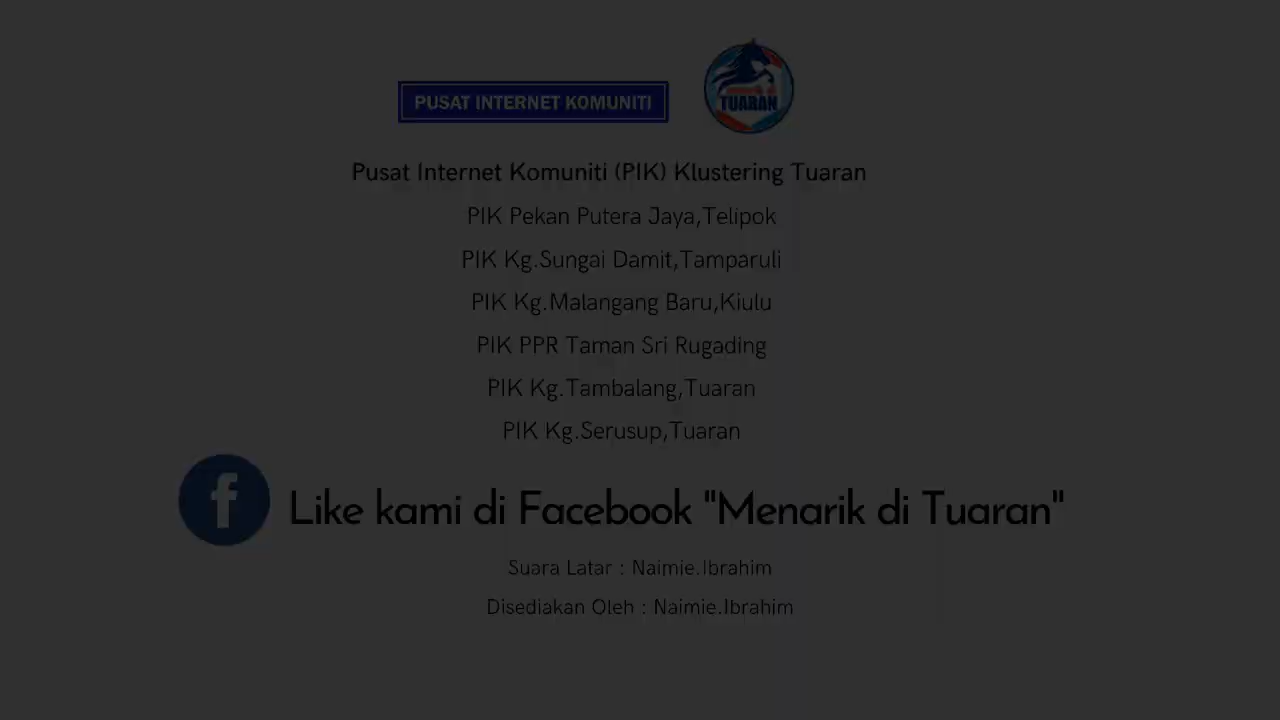 PUSAT INTERNET KOMUNITI
TUARAN
Pusat Internet Komuniti (PIK) Klustering Tuaran
PIK Pekan Putera Jaya,Telipok
PIK Kg.Sungai Damit,Tamparuli
PIK Kg.Malangang Baru,Kiulu
PIK PPR Taman Sri Rugading
PIK Kg.Tambalang,Tuaran
PIK Kg.Serusup,Tuaran
f
Like kami di Facebook "Menarik di Tuaran"
Suara Latar : Naimie.Ibrahim
Disediakan Oleh : Naimie.Ibrahim